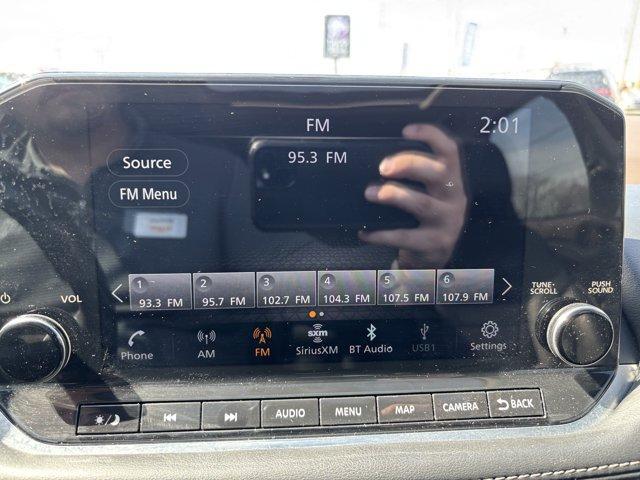 FM
2:01
95.3 FM
Source
FM Menu
1 2 3 4 5 6
93.3 FM 95.7 FM 102.7 FM 104.3 FM 107.5 FM 107.9 FM
VOL
TUNE·
SCROLL
PUSH
SOUND
Phone AM FM SiriusXM BT Audio USB1 Settings
sxm
AUDIO MENU MAP CAMERA BACK